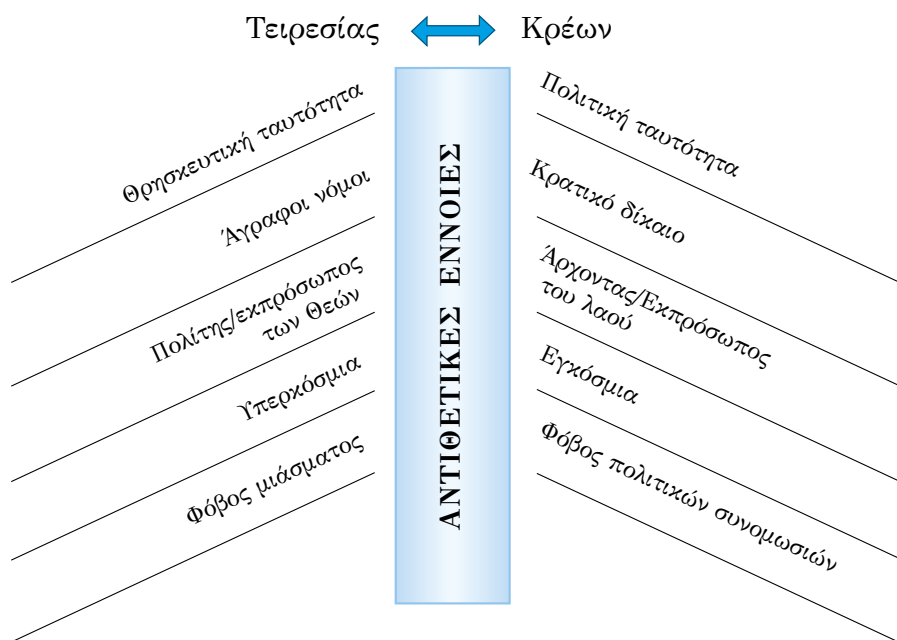 Τειρεσίας Κρέων
ΑΝΤΙΘΕΤΙΚΕΣ ΕΝΝΟΙΕΣ
Θρησκευτική ταυτότητα
Άγραφοι νόμοι
Πολίτης/εκπρόσωπος
των Θεών
Υπερκόσμια
Φόβος μιάσματος
Πολιτική ταυτότητα
Κρατικό δίκαιο
Άρχοντας/Εκπρόσωπος
του λαού
Εγκόσμια
Φόβος πολιτικών συνομωσιών